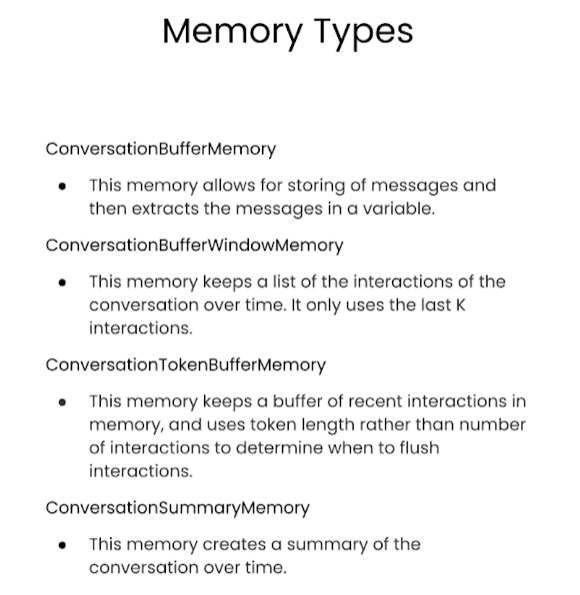 Memory Types
ConversationBufferMemory
• This memory allows for storing of messages and
then extracts the messages in a variable.
ConversationBufferWindowMemory
• This memory keeps a list of the interactions of the
conversation over time. It only uses the last K
interactions.
ConversationTokenBufferMemory
• This memory keeps a buffer of recent interactions in
memory, and uses token length rather than number
of interactions to determine when to flush
interactions.
ConversationSummaryMemory
• This memory creates a summary of the
conversation over time.